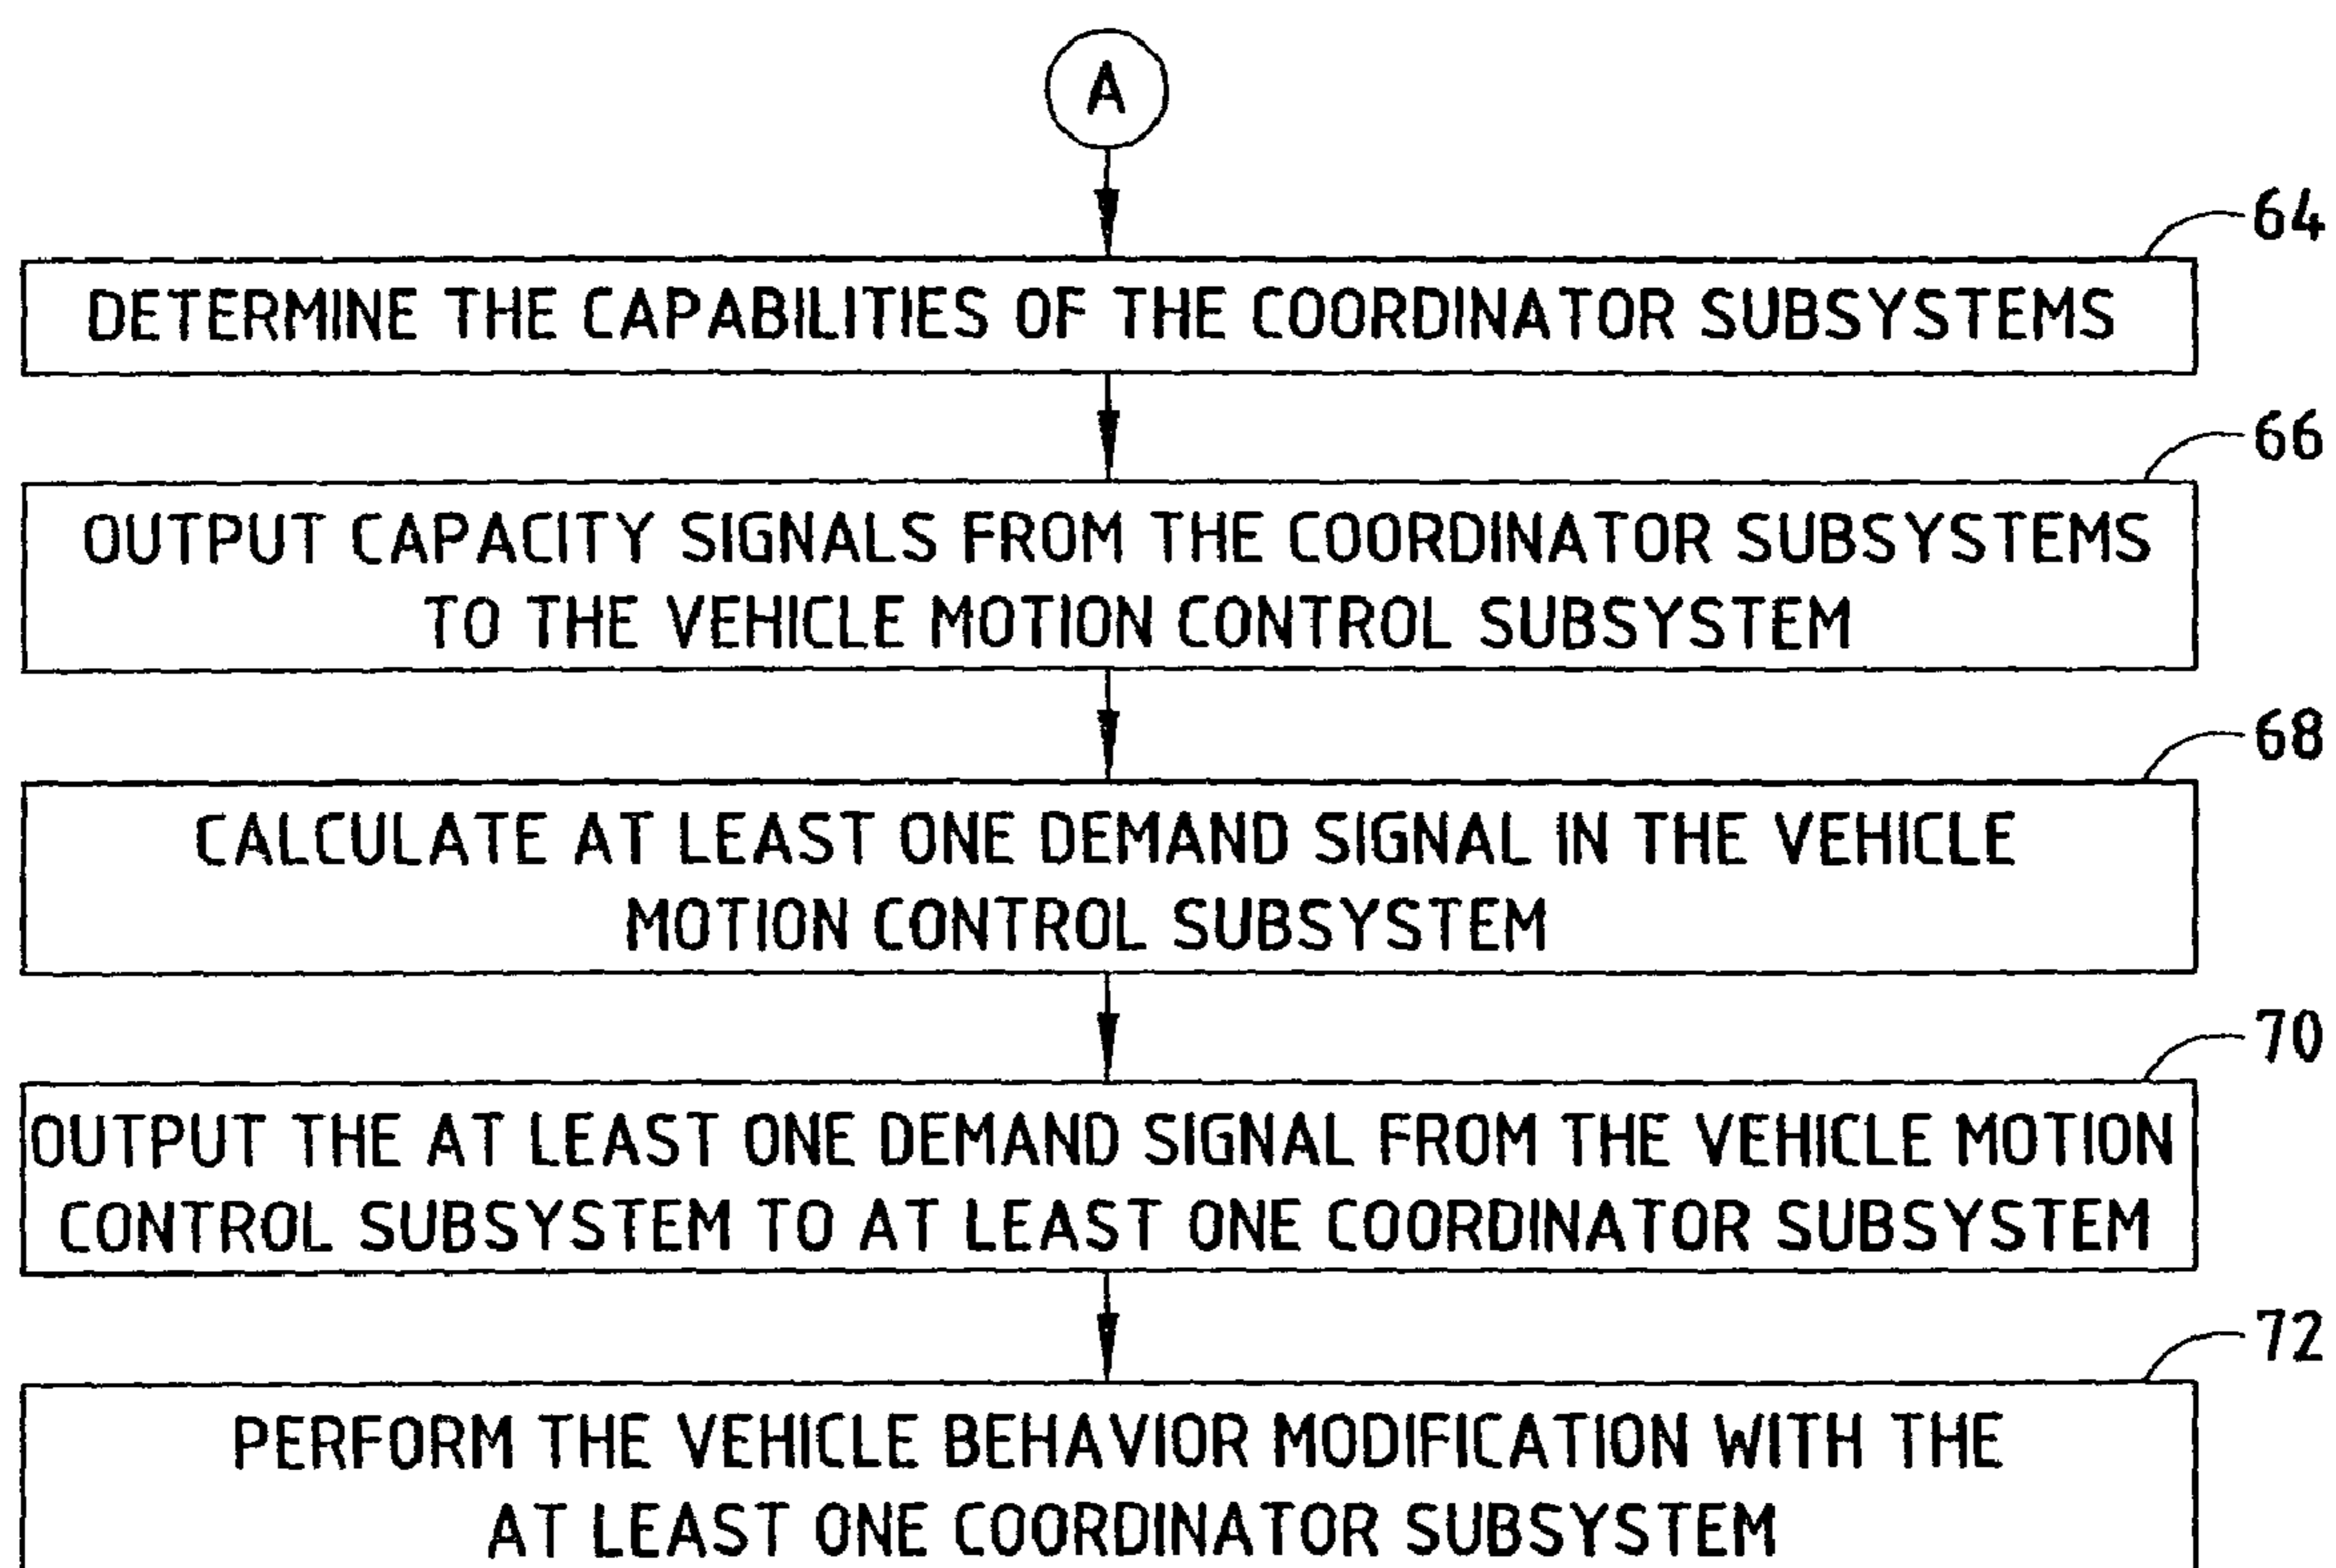 A
64
DETERMINE THE CAPABILITIES OF THE COORDINATOR SUBSYSTEMS
66
OUTPUT CAPACITY SIGNALS FROM THE COORDINATOR SUBSYSTEMS
TO THE VEHICLE MOTION CONTROL SUBSYSTEM
68
CALCULATE AT LEAST ONE DEMAND SIGNAL IN THE VEHICLE
MOTION CONTROL SUBSYSTEM
70
OUTPUT THE AT LEAST ONE DEMAND SIGNAL FROM THE VEHICLE MOTION
CONTROL SUBSYSTEM TO AT LEAST ONE COORDINATOR SUBSYSTEM
72
PERFORM THE VEHICLE BEHAVIOR MODIFICATION WITH THE
AT LEAST ONE COORDINATOR SUBSYSTEM